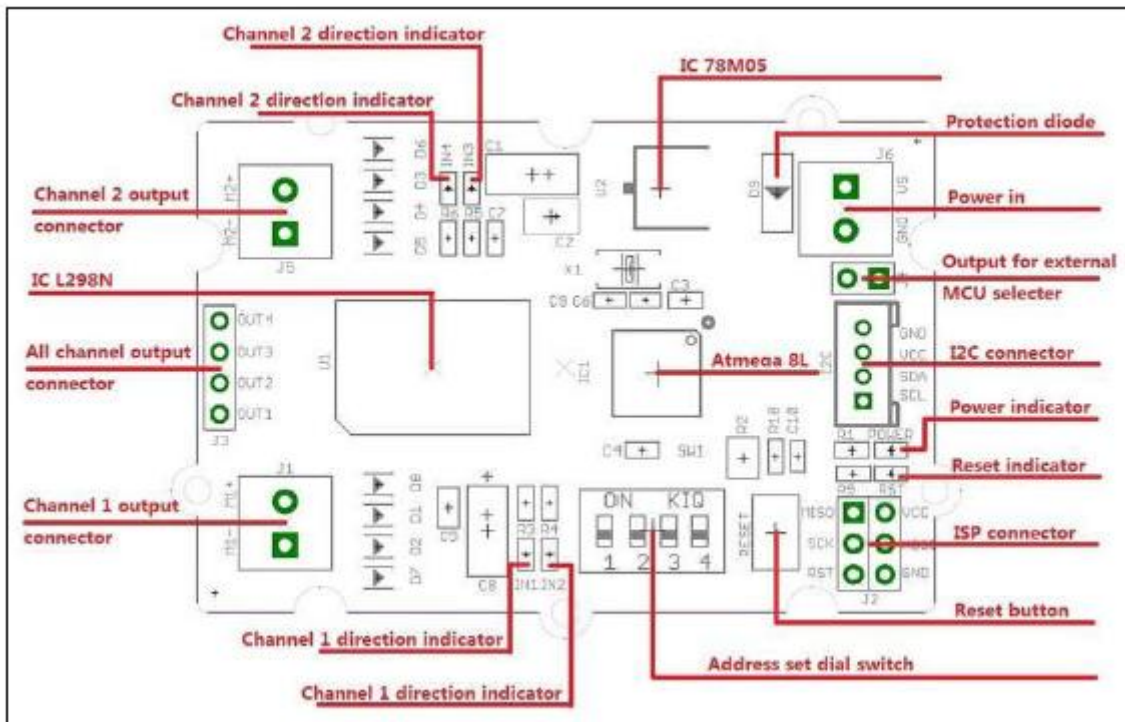 Channel 2 direction indicator
IC 78M05
Channel 2 direction indicator
Protection diode
D6
IN4
IN3
C1
J6
D3
U2
D9
VS
M2+
Channel 2 output
connector
D4
Power in
M2-
R6
R5
C7
GND
D5
C2
J5
X1
Output for external
MCU selecter
IC L298N
C9
C6
C3
OUT4
GND
All channel output
connector
OUT3
U1
IC1
Atmega 8L
I2C
VCC
I2C connector
OUT2
SDA
OUT1
SCL
J3
R2
R10
C10
R1
POWER
Power indicator
C4
SW1
J1
D8
Reset indicator
M1+
ON
KIQ
R9
RST
Channel 1 output
connector
D1
MISO
VCC
C5
R3
R4
RESET
M1-
D2
SCK
ISP connector
1
2
3
4
D7
RST
GND
C8
IN1
IN2
J2
Reset button
Channel 1 direction indicator
Address set dial switch
Channel 1 direction indicator